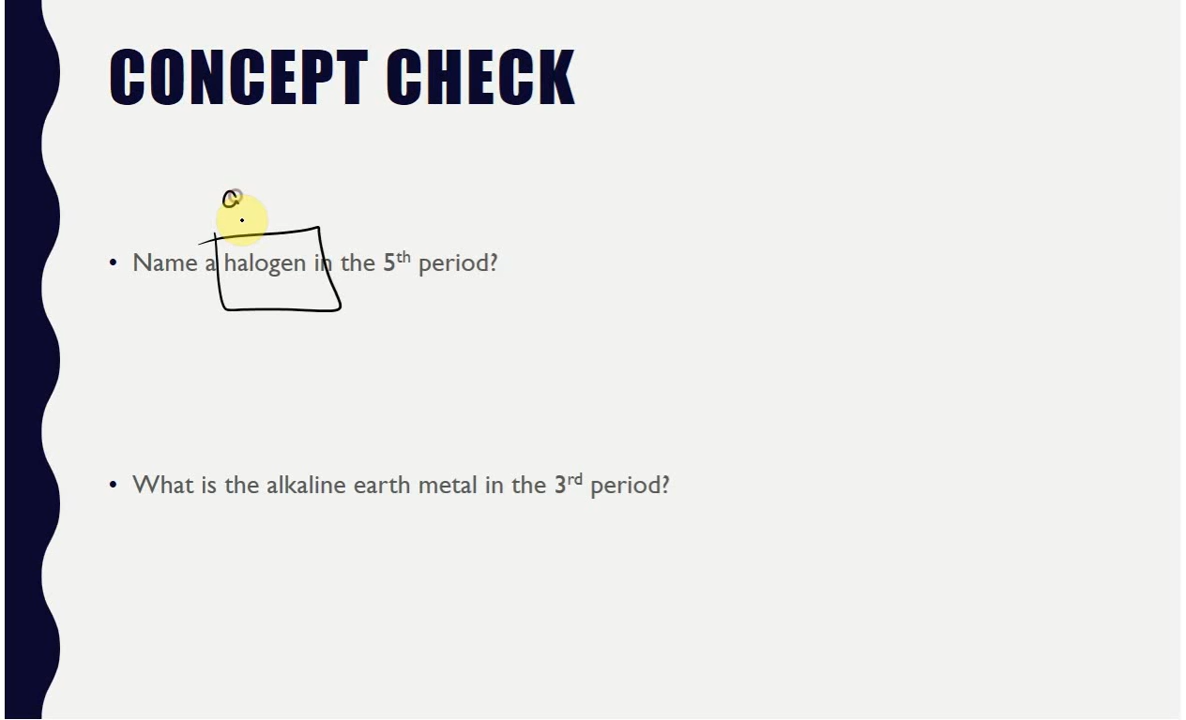 CONCEPT CHECK
• Name a halogen in the 5th period?
• What is the alkaline earth metal in the 3rd period?